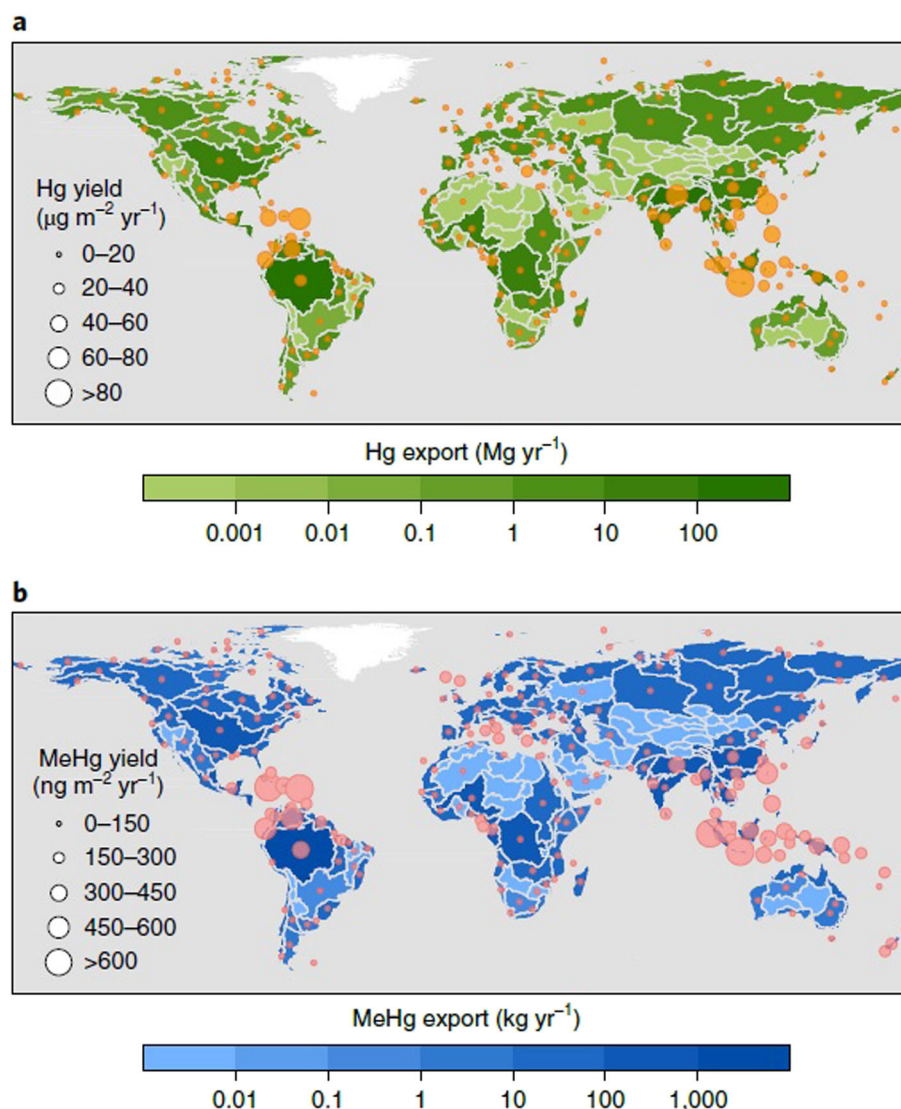 a
Hg yield
(μg m⁻² yr⁻¹)
0–20
20–40
40–60
60–80
>80
Hg export (Mg yr⁻¹)
0.001 0.01 0.1 1 10 100
b
MeHg yield
(ng m⁻² yr⁻¹)
0–150
150–300
300–450
450–600
>600
MeHg export (kg yr⁻¹)
0.01 0.1 1 10 100 1.000